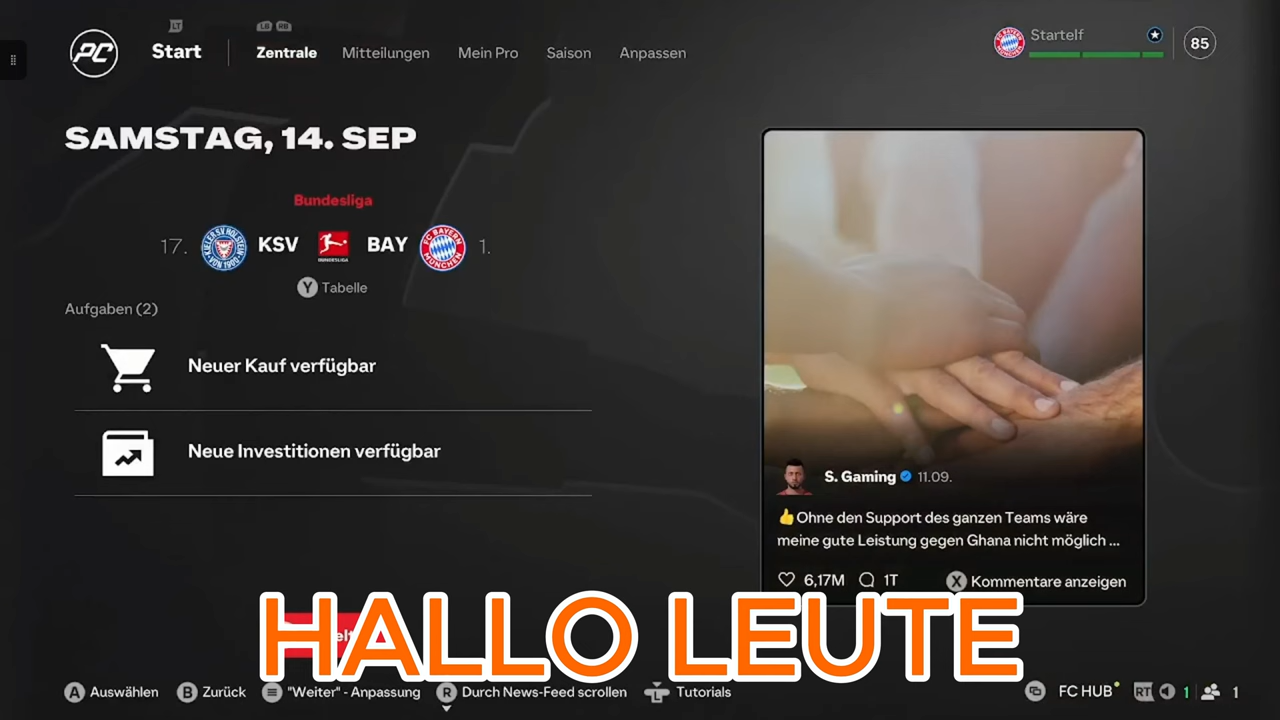 LT
LB RB
PC
Start
Zentrale
Mitteilungen
Mein Pro
Saison
Anpassen
Startelf
85
SAMSTAG, 14. SEP
Bundesliga
17.
KSV
BAY
1.
Y Tabelle
Aufgaben (2)
Neuer Kauf verfügbar
Neue Investitionen verfügbar
S. Gaming 11.09.
👍Ohne den Support des ganzen Teams wäre
meine gute Leistung gegen Ghana nicht möglich ...
6,17M
1T
X Kommentare anzeigen
HALLO LEUTE
A Auswählen
B Zurück
"Weiter" - Anpassung
R Durch News-Feed scrollen
L Tutorials
FC HUB
RT
1
1